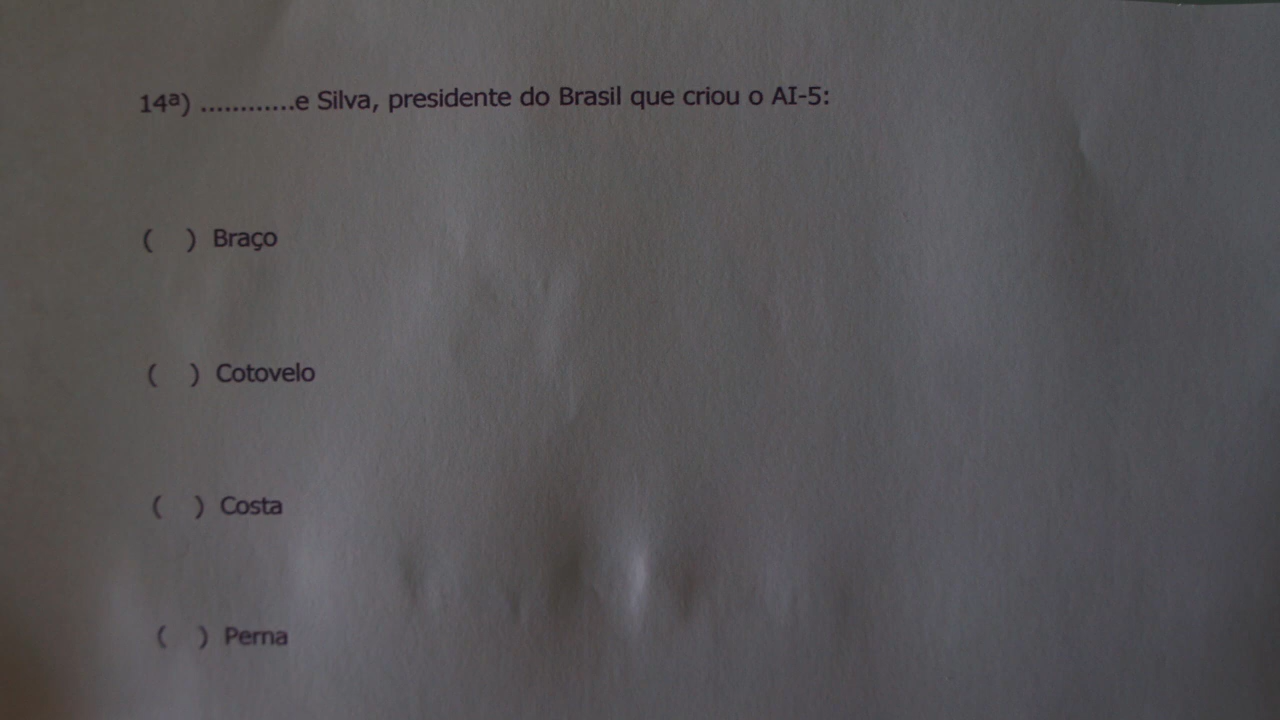 14ª) ............e Silva, presidente do Brasil que criou o AI-5:
(   ) Braço
(   ) Cotovelo
(   ) Costa
(   ) Perna